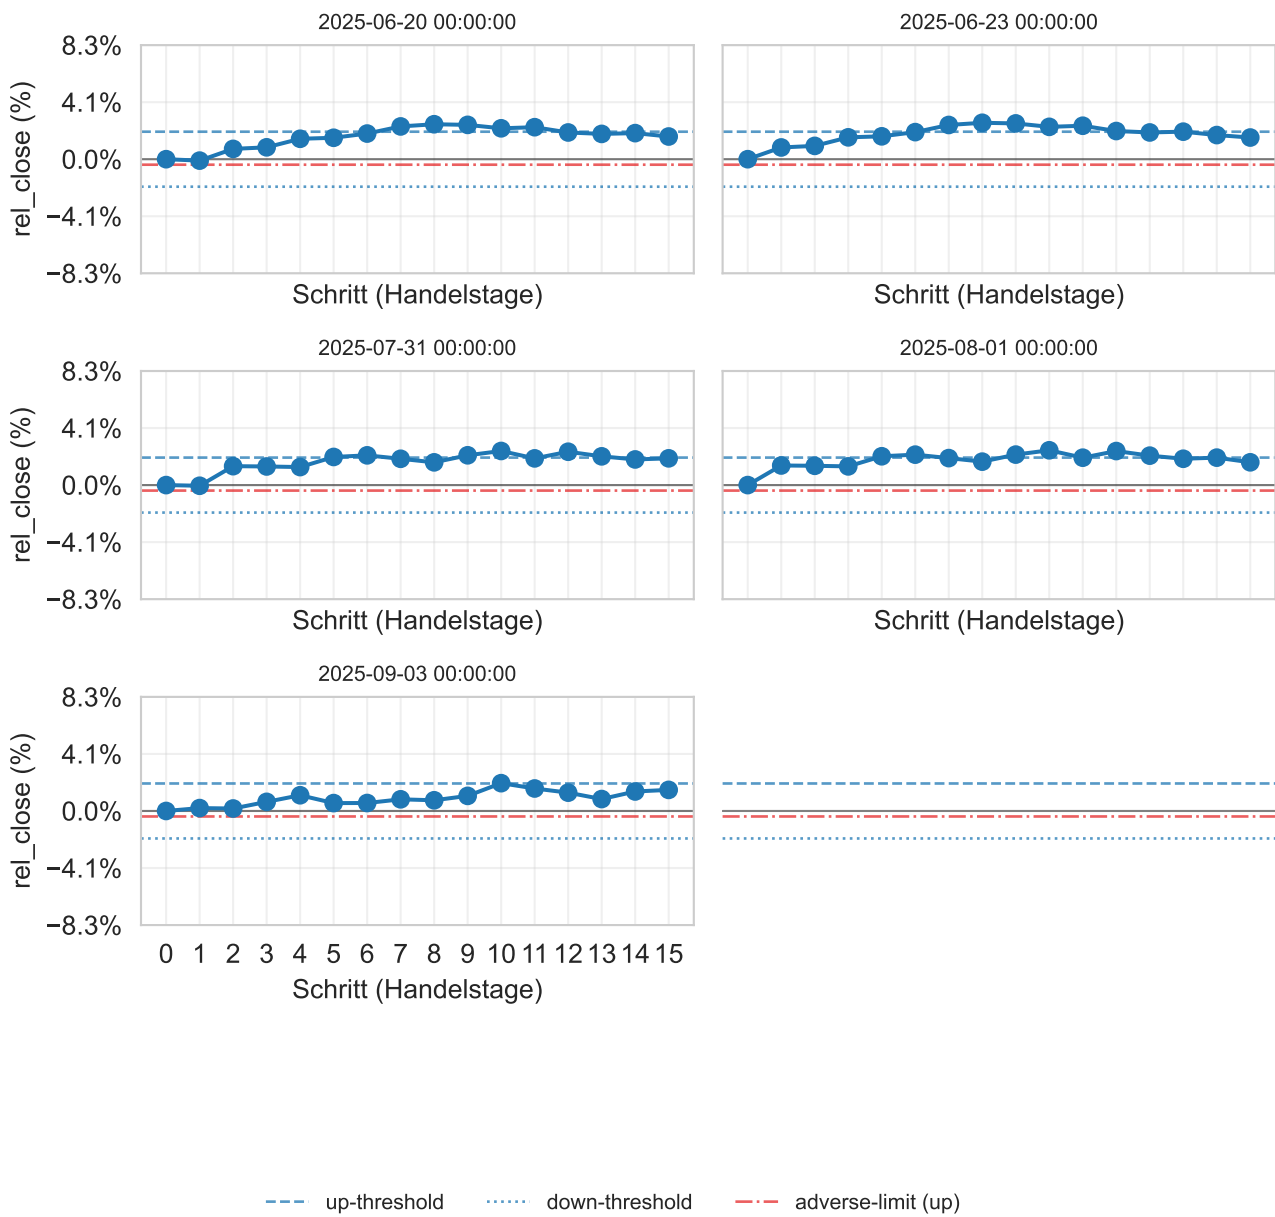 2025-06-20 00:00:00
2025-06-23 00:00:00
8.3%
4.1%
0.0%
−4.1%
−8.3%
rel_close (%)
Schritt (Handelstage)
Schritt (Handelstage)
2025-07-31 00:00:00
2025-08-01 00:00:00
8.3%
4.1%
0.0%
−4.1%
−8.3%
rel_close (%)
Schritt (Handelstage)
Schritt (Handelstage)
2025-09-03 00:00:00
8.3%
4.1%
0.0%
−4.1%
−8.3%
rel_close (%)
0 1 2 3 4 5 6 7 8 9 10 11 12 13 14 15
Schritt (Handelstage)
up-threshold down-threshold adverse-limit (up)